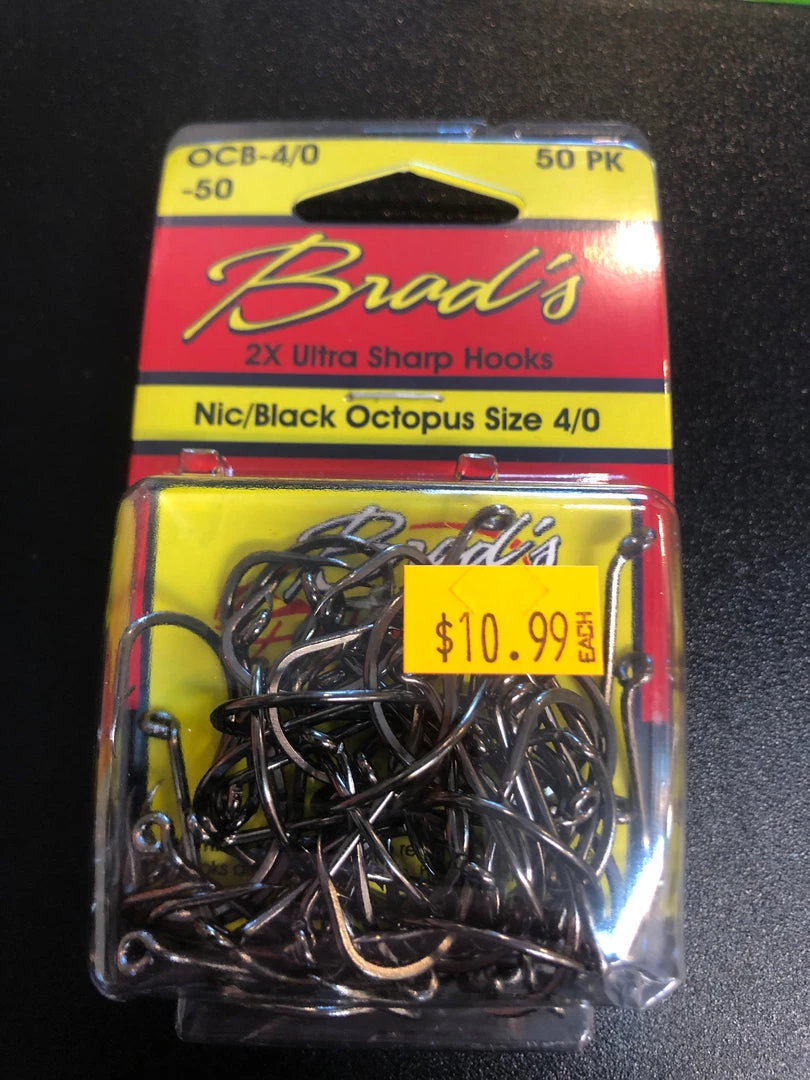 OCB-4/0 50 PK
-50
Brad's
2X Ultra Sharp Hooks
Nic/Black Octopus Size 4/0
Brad's
$10.99 EACH